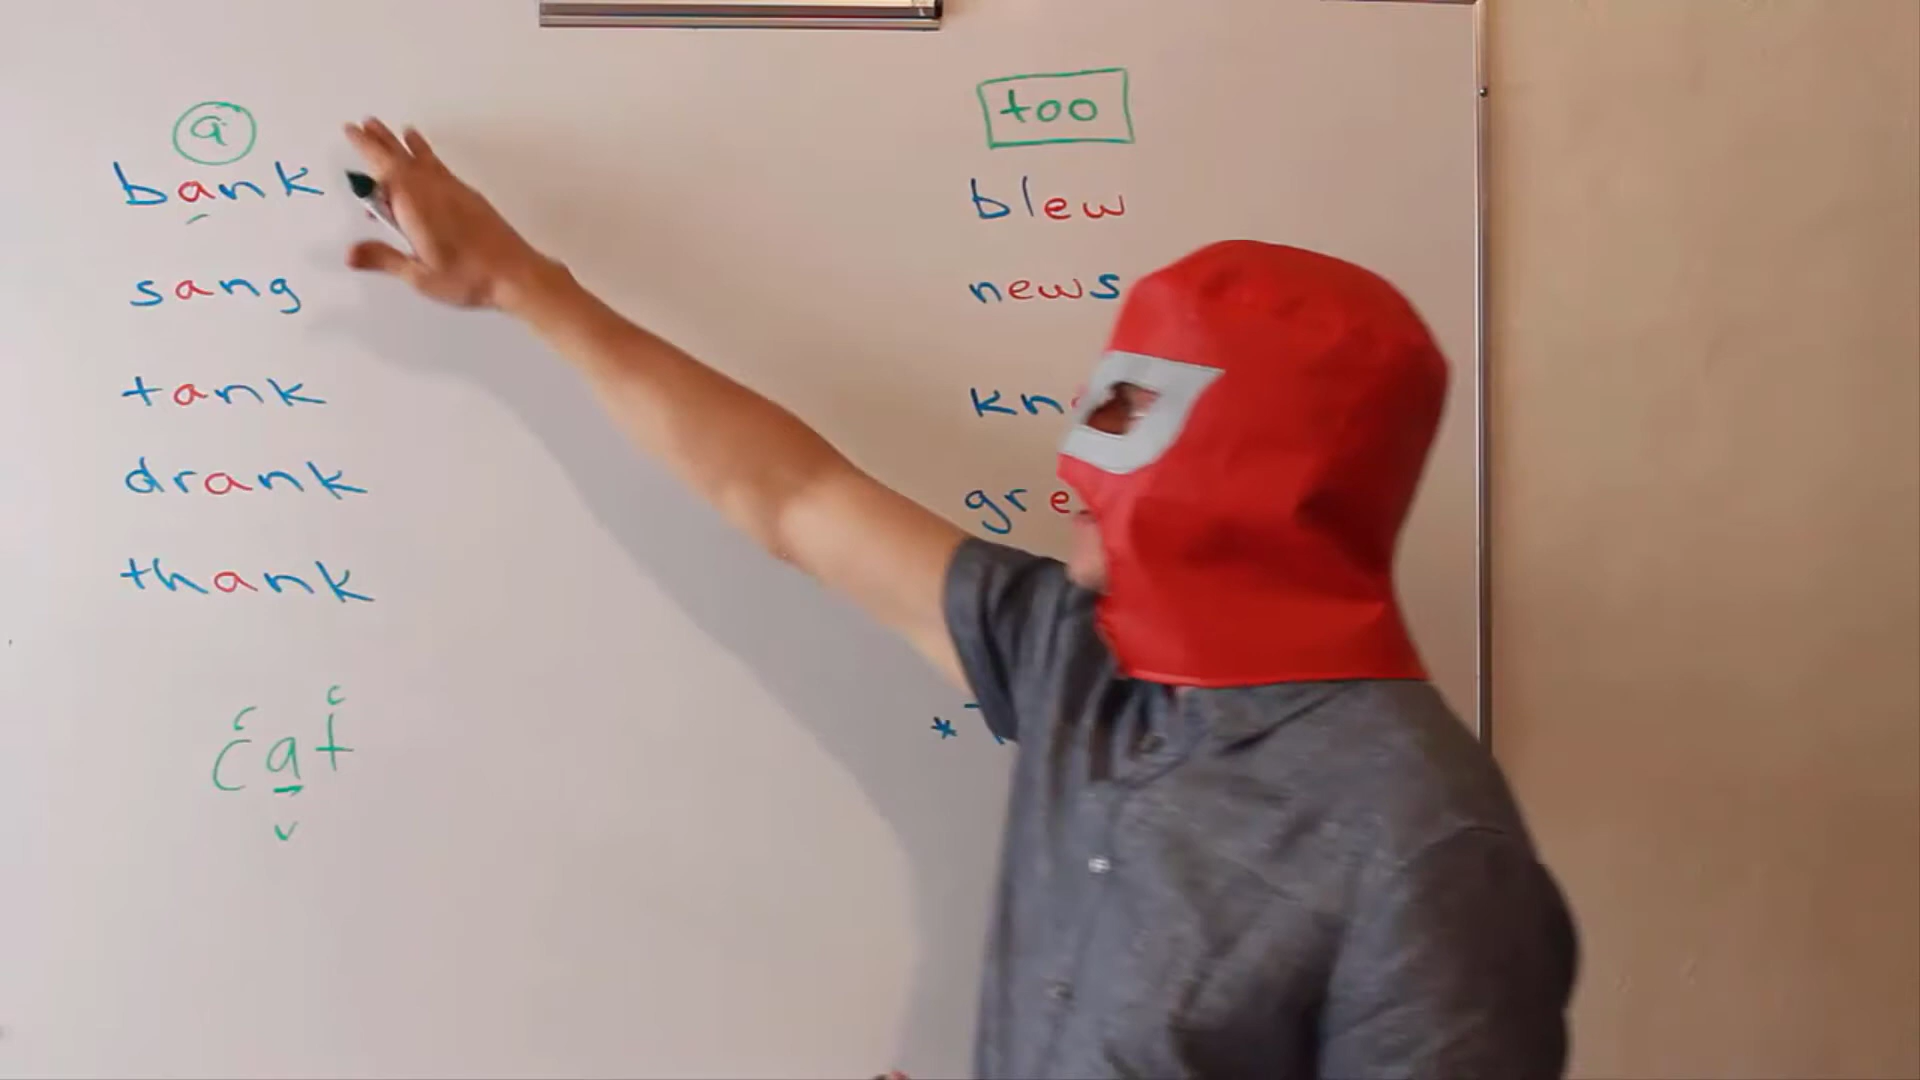 a
bank
sang
tank
drank
thank
c c
cat
v
too
blew
news